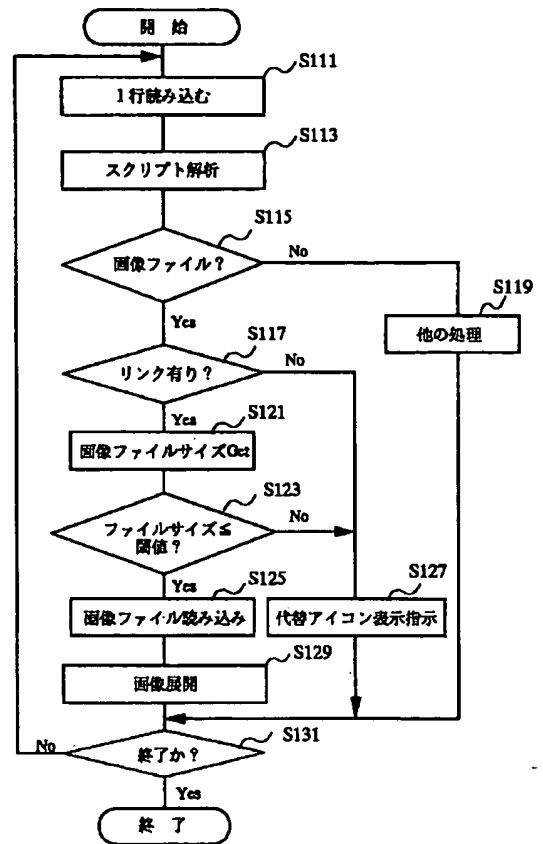 開 始
S111
1行読み込む
S113
スクリプト解析
S115
画像ファイル？
No
S119
Yes
他の処理
S117
リンク有り？
No
S121
Yes
画像ファイルサイズGet
S123
ファイルサイズ≦
閾値？
No
S125
Yes
S127
画像ファイル読み込み
代替アイコン表示指示
S129
画像展開
No
S131
終了か？
Yes
終 了